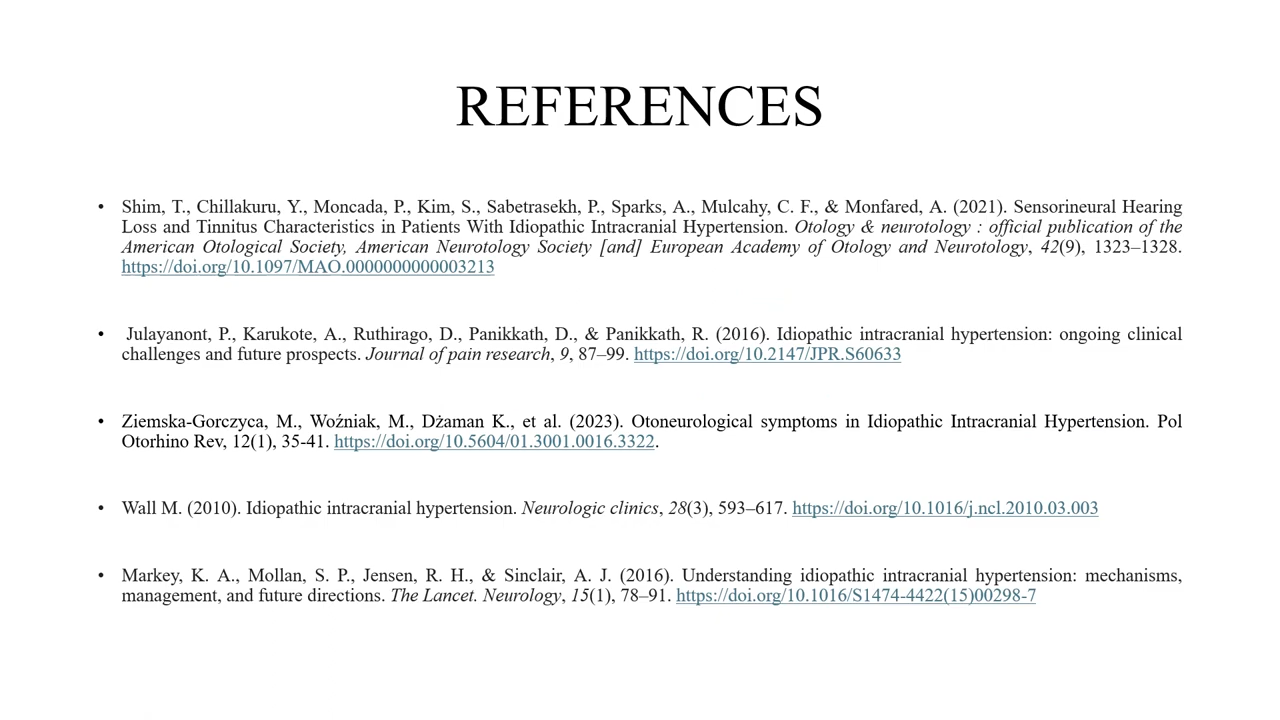 REFERENCES
• Shim, T., Chillakuru, Y., Moncada, P., Kim, S., Sabetrasekh, P., Sparks, A., Mulcahy, C. F., & Monfared, A. (2021). Sensorineural Hearing
Loss and Tinnitus Characteristics in Patients With Idiopathic Intracranial Hypertension. Otology & neurotology : official publication of the
American Otological Society, American Neurotology Society [and] European Academy of Otology and Neurotology, 42(9), 1323–1328.
https://doi.org/10.1097/MAO.0000000000003213
• Julayanont, P., Karukote, A., Ruthirago, D., Panikkath, D., & Panikkath, R. (2016). Idiopathic intracranial hypertension: ongoing clinical
challenges and future prospects. Journal of pain research, 9, 87–99. https://doi.org/10.2147/JPR.S60633
• Ziemska-Gorczyca, M., Woźniak, M., Dżaman K., et al. (2023). Otoneurological symptoms in Idiopathic Intracranial Hypertension. Pol
Otorhino Rev, 12(1), 35-41. https://doi.org/10.5604/01.3001.0016.3322.
• Wall M. (2010). Idiopathic intracranial hypertension. Neurologic clinics, 28(3), 593–617. https://doi.org/10.1016/j.ncl.2010.03.003
• Markey, K. A., Mollan, S. P., Jensen, R. H., & Sinclair, A. J. (2016). Understanding idiopathic intracranial hypertension: mechanisms,
management, and future directions. The Lancet. Neurology, 15(1), 78–91. https://doi.org/10.1016/S1474-4422(15)00298-7